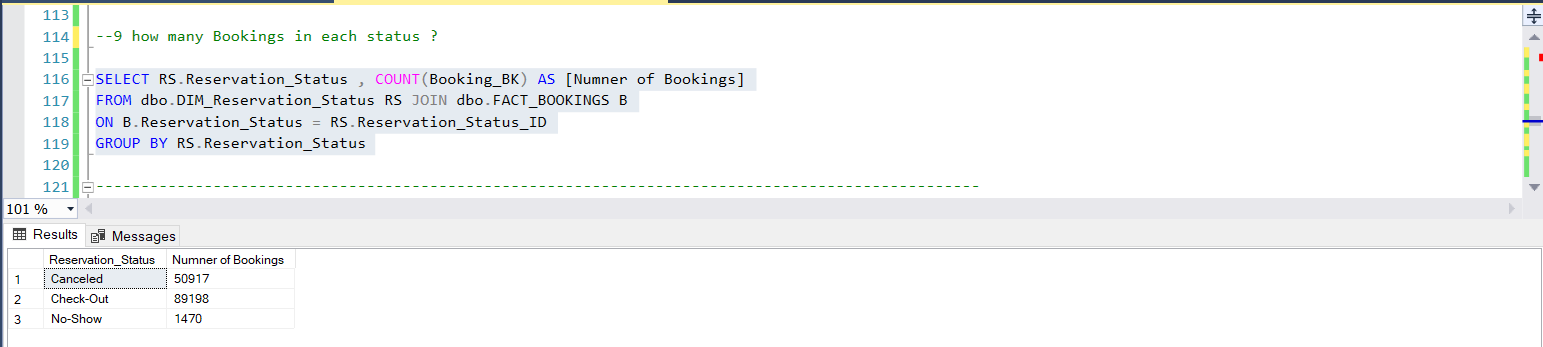 113
114 --9 how many Bookings in each status ?
115
116 SELECT RS.Reservation_Status , COUNT(Booking_BK) AS [Numner of Bookings]
117 FROM dbo.DIM_Reservation_Status RS JOIN dbo.FACT_BOOKINGS B
118 ON B.Reservation_Status = RS.Reservation_Status_ID
119 GROUP BY RS.Reservation_Status
120
121 --------------------------------------------------------------------------------------------------
101 %
Results Messages
Reservation_Status Numner of Bookings
1 Canceled 50917
2 Check-Out 89198
3 No-Show 1470